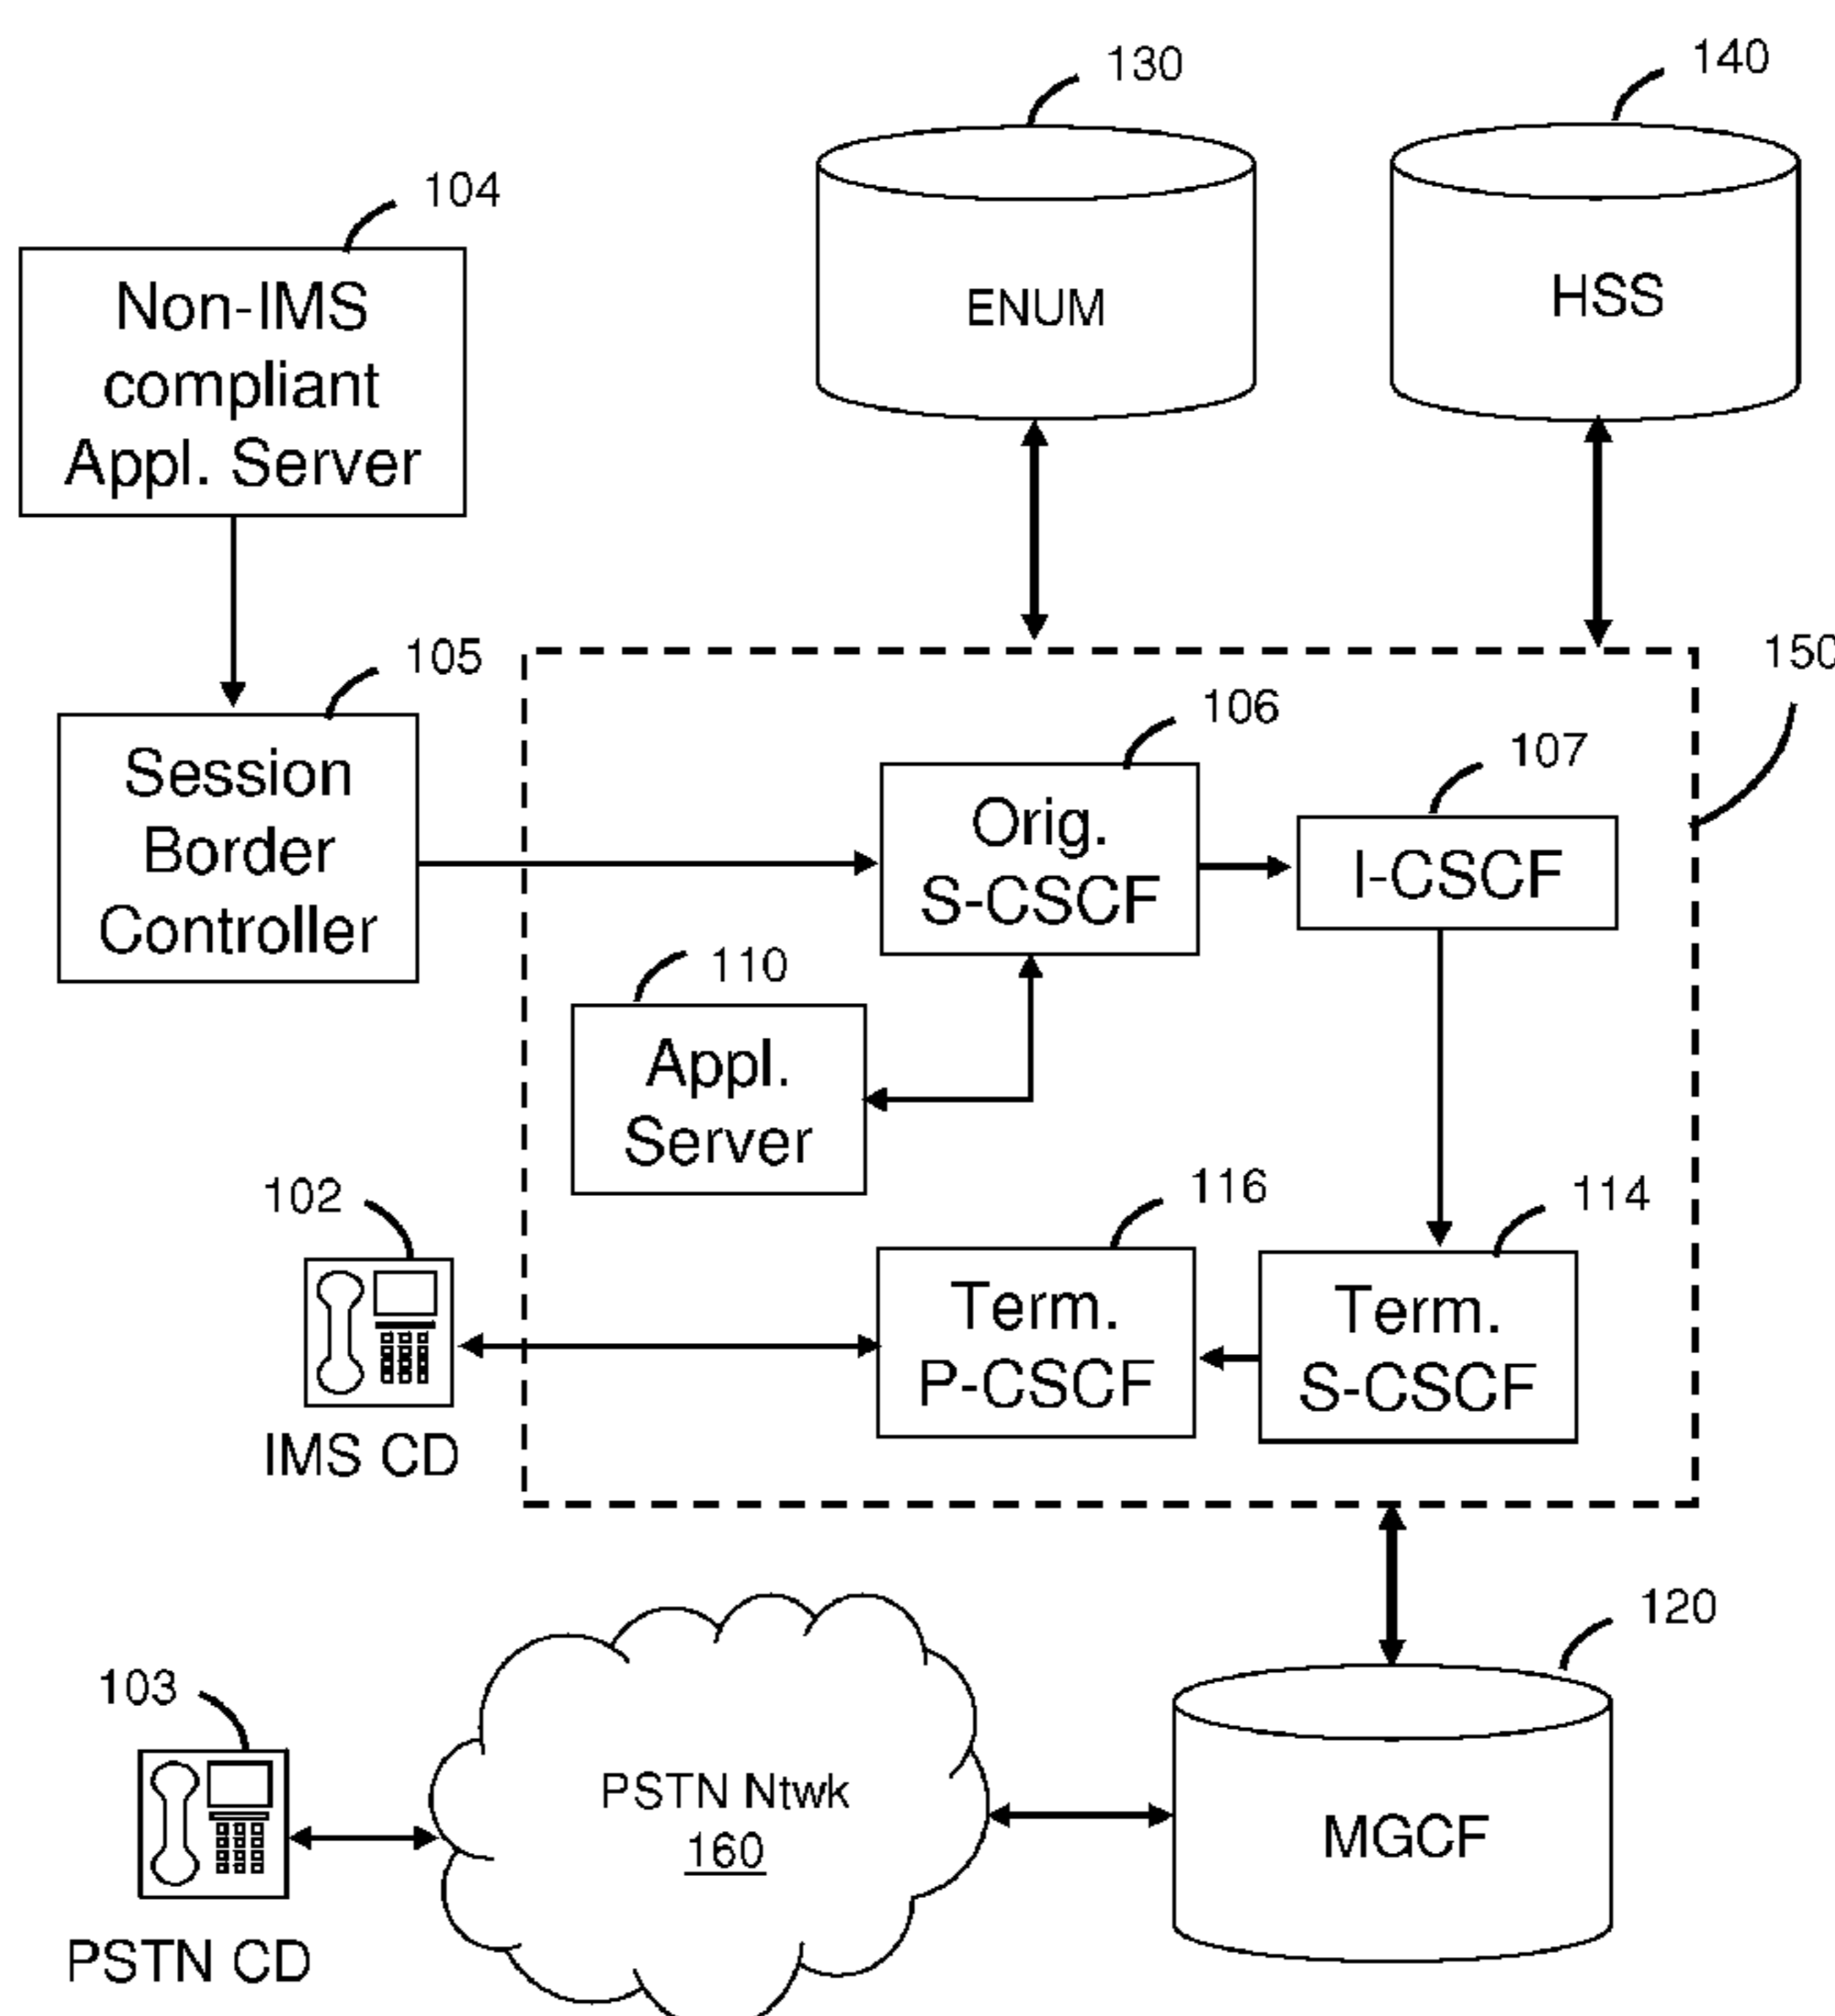 130
140
104
Non-IMS
compliant
Appl. Server
ENUM
HSS
105
150
Session
Border
Controller
106
Orig.
S-CSCF
107
I-CSCF
110
Appl.
Server
102
IMS CD
116
Term.
P-CSCF
114
Term.
S-CSCF
120
103
PSTN CD
PSTN Ntwk
160
MGCF